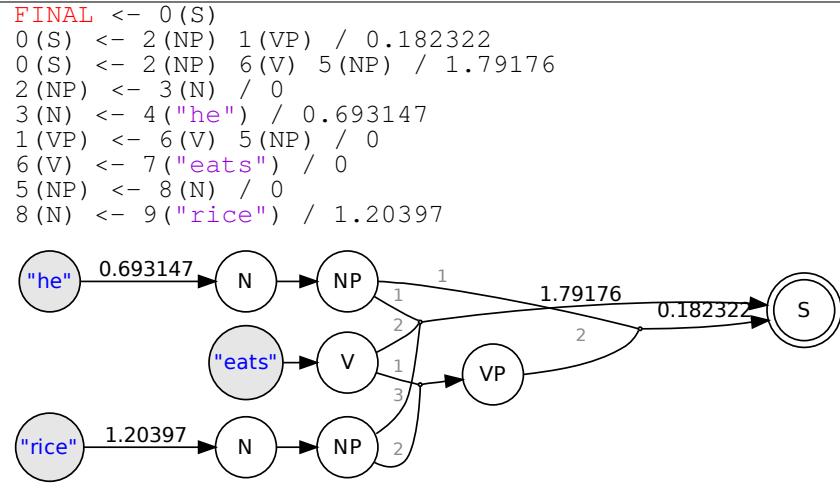 FINAL <- 0(S)
0(S) <- 2(NP) 1(VP) / 0.182322
0(S) <- 2(NP) 6(V) 5(NP) / 1.79176
2(NP) <- 3(N) / 0
3(N) <- 4("he") / 0.693147
1(VP) <- 6(V) 5(NP) / 0
6(V) <- 7("eats") / 0
5(NP) <- 8(N) / 0
8(N) <- 9("rice") / 1.20397
"he" 0.693147 N NP 1 1.79176 0.182322 S
1
2 2
"eats" V 1 VP
3
"rice" 1.20397 N NP 2